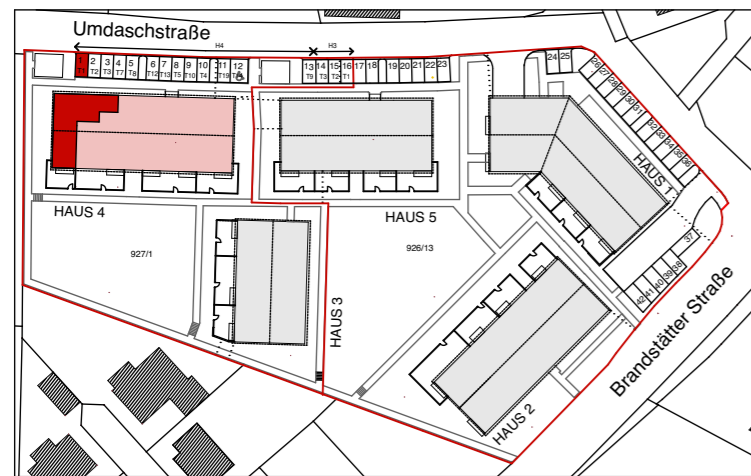 Umdaschstraße
H4
H3
1 2 3 4 5 6 7 8 9 10 11 12
T1 T2 T3 T7 T8 T12 T13 T5 T10 T4 T19
13 14 15 16 17 18 19 20 21 22 23
T9 T3 T2 T1
24 25
26
27
28
29
30
31
32
33
34
35
36
HAUS 1
HAUS 4
HAUS 5
927/1
926/13
37
38
39
40
41
42
HAUS 3
HAUS 2
Brandstätter Straße